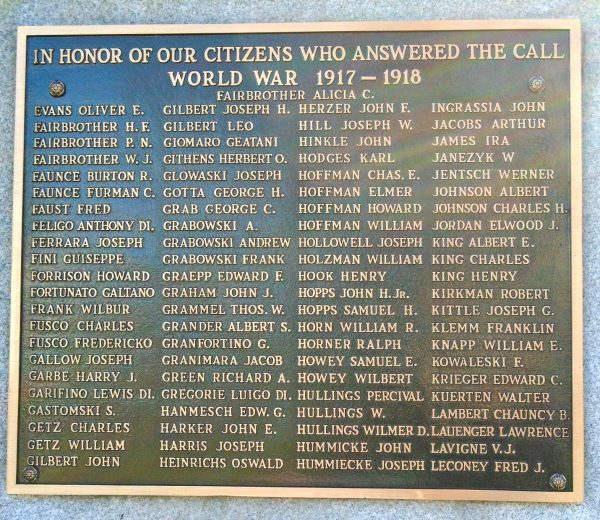 IN HONOR OF OUR CITIZENS WHO ANSWERED THE CALL
WORLD WAR 1917 – 1918
FAIRBROTHER ALICIA C.
EVANS OLIVER E.
FAIRBROTHER H. F.
FAIRBROTHER P. N.
FAIRBROTHER W. J.
FAUNCE BURTON R.
FAUNCE FURMAN C.
FAUST FRED
FELIGO ANTHONY DI.
FERRARA JOSEPH
FINI GUISEPPE
FORRISON HOWARD
FORTUNATO GALTANO
FRANK WILBUR
FUSCO CHARLES
FUSCO FREDERICKO
GALLOW JOSEPH
GARBE HARRY J.
GARIFINO LEWIS DI.
GASTOMSKI S.
GETZ CHARLES
GETZ WILLIAM
GILBERT JOHN
GILBERT JOSEPH H.
GILBERT LEO
GIOMARO GEATANI
GITHENS HERBERT O.
GLOWASKI JOSEPH
GOTTA GEORGE H.
GRAB GEORGE C.
GRABOWSKI A.
GRABOWSKI ANDREW
GRABOWSKI FRANK
GRAEPP EDWARD F.
GRAHAM JOHN J.
GRAMMEL THOS. W.
GRANDER ALBERT S.
GRANFORTINO G.
GRANIMARA JACOB
GREEN RICHARD A.
GREGORIE LUIGO DI.
HANMESCH EDW. G.
HARKER JOHN E.
HARRIS JOSEPH
HEINRICHS OSWALD
HERZER JOHN F.
HILL JOSEPH W.
HINKLE JOHN
HODGES KARL
HOFFMAN CHAS. E.
HOFFMAN ELMER
HOFFMAN HOWARD
HOFFMAN WILLIAM
HOLLOWELL JOSEPH
HOLZMAN WILLIAM
HOOK HENRY
HOPPS JOHN H. JR.
HOPPS SAMUEL H.
HORN WILLIAM R.
HORNER RALPH
HOWEY SAMUEL E.
HOWEY WILBERT
HULLINGS PERCIVAL
HULLINGS W.
HULLINGS WILMER D.
HUMMICKE JOHN
HUMMIECKE JOSEPH
INGRASSIA JOHN
JACOBS ARTHUR
JAMES IRA
JANEZYK W
JENTSCH WERNER
JOHNSON ALBERT
JOHNSON CHARLES H.
JORDAN ELWOOD J.
KING ALBERT E.
KING CHARLES
KING HENRY
KIRKMAN ROBERT
KITTLE JOSEPH G.
KLEMM FRANKLIN
KNAPP WILLIAM E.
KOWALESKI F.
KRIEGER EDWARD C.
KUERTEN WALTER
LAMBERT CHAUNCY B.
LAUENGER LAWRENCE
LAVIGNE V. J.
LECONEY FRED J.